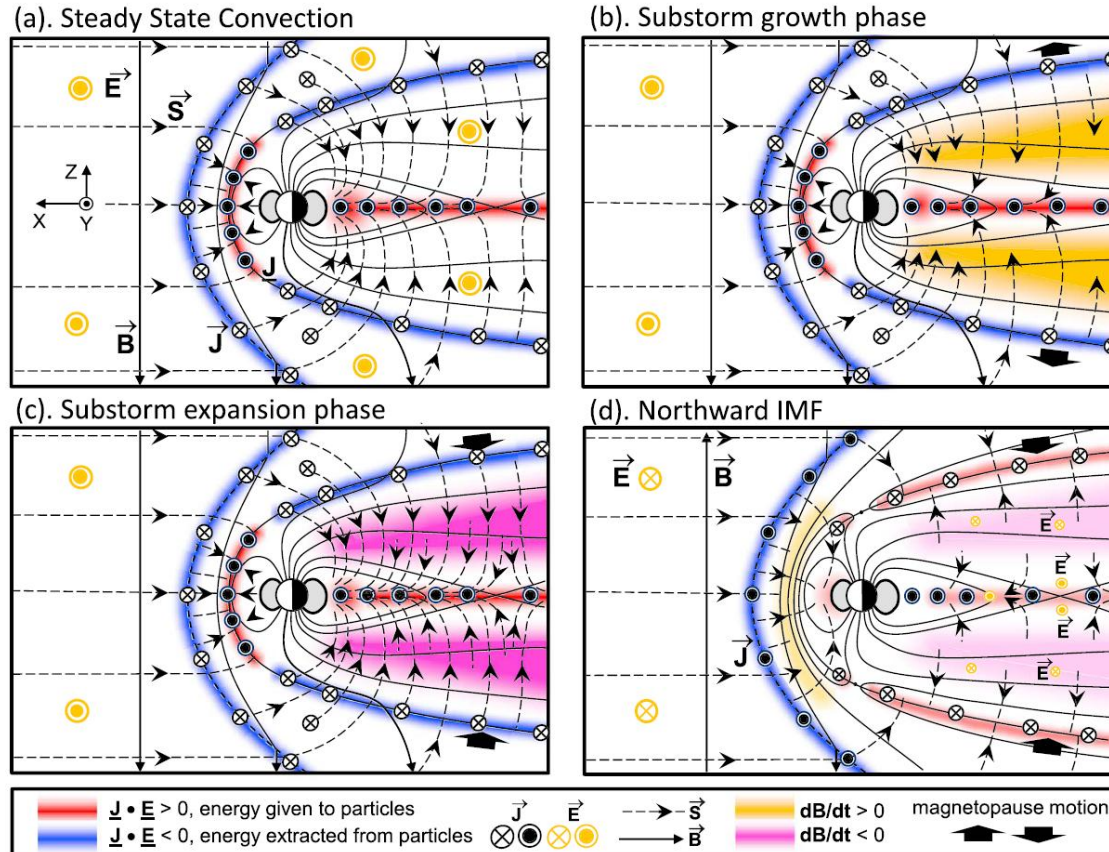 (a). Steady State Convection
(b). Substorm growth phase
E
S
Z
X
Y
J
B
J
(c). Substorm expansion phase
(d). Northward IMF
E
B
E
E
E
J
E
J • E > 0, energy given to particles
J • E < 0, energy extracted from particles
J
E
S
B
dB/dt > 0
dB/dt < 0
magnetopause motion